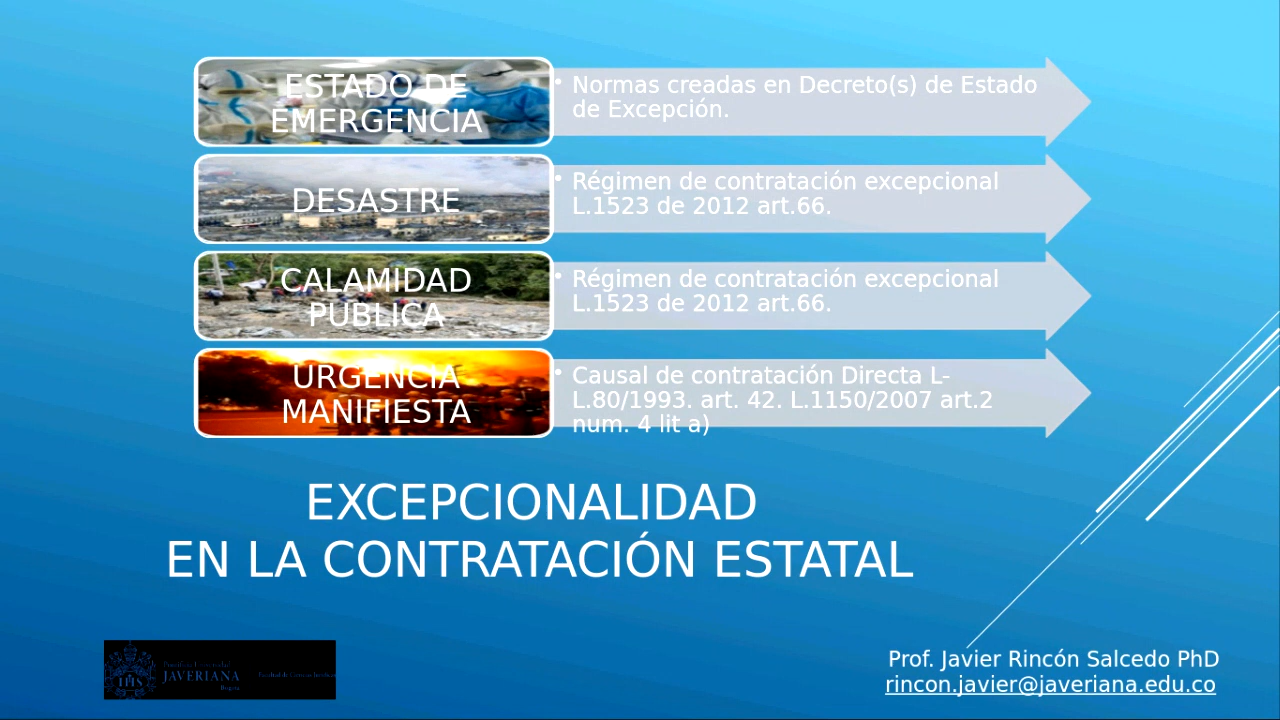 ESTADO DE
EMERGENCIA
• Normas creadas en Decreto(s) de Estado
de Excepción.
DESASTRE
• Régimen de contratación excepcional
L.1523 de 2012 art.66.
CALAMIDAD
PUBLICA
• Régimen de contratación excepcional
L.1523 de 2012 art.66.
URGENCIA
MANIFIESTA
• Causal de contratación Directa L-
L.80/1993. art. 42. L.1150/2007 art.2
num. 4 lit a)
EXCEPCIONALIDAD
EN LA CONTRATACIÓN ESTATAL
Pontificia Universidad
JAVERIANA
Bogotá
Prof. Javier Rincón Salcedo PhD
rincon.javier@javeriana.edu.co